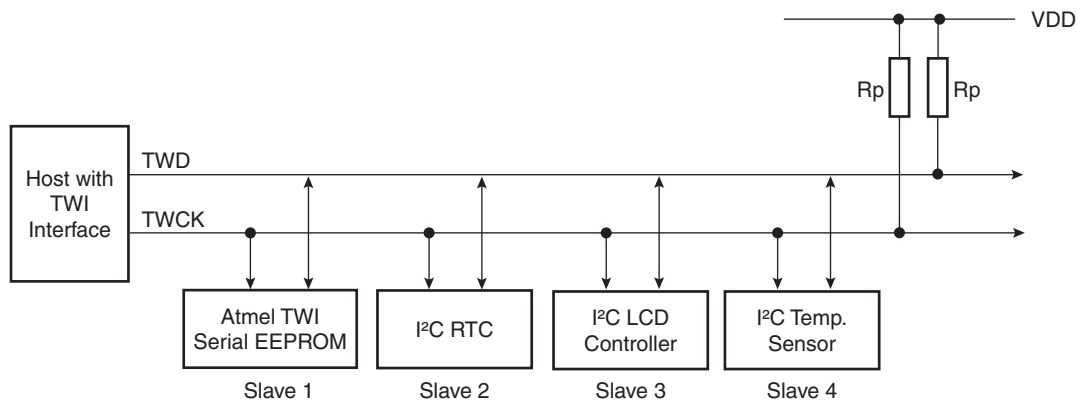 VDD
Rp
Rp
Host with
TWI
Interface
TWD
TWCK
Atmel TWI
Serial EEPROM
I²C RTC
I²C LCD
Controller
I²C Temp.
Sensor
Slave 1
Slave 2
Slave 3
Slave 4